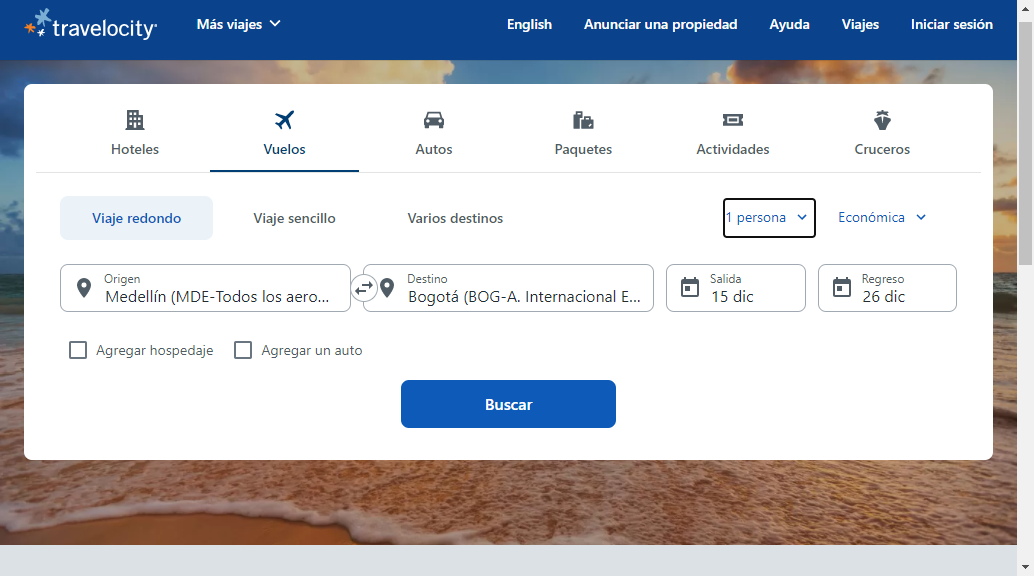 travelocity
Más viajes
English
Anunciar una propiedad
Ayuda
Viajes
Iniciar sesión
Hoteles
Vuelos
Autos
Paquetes
Actividades
Cruceros
Viaje redondo
Viaje sencillo
Varios destinos
1 persona
Económica
Origen
Medellín (MDE-Todos los aero...
Destino
Bogotá (BOG-A. Internacional E...
Salida
15 dic
Regreso
26 dic
Agregar hospedaje
Agregar un auto
Buscar